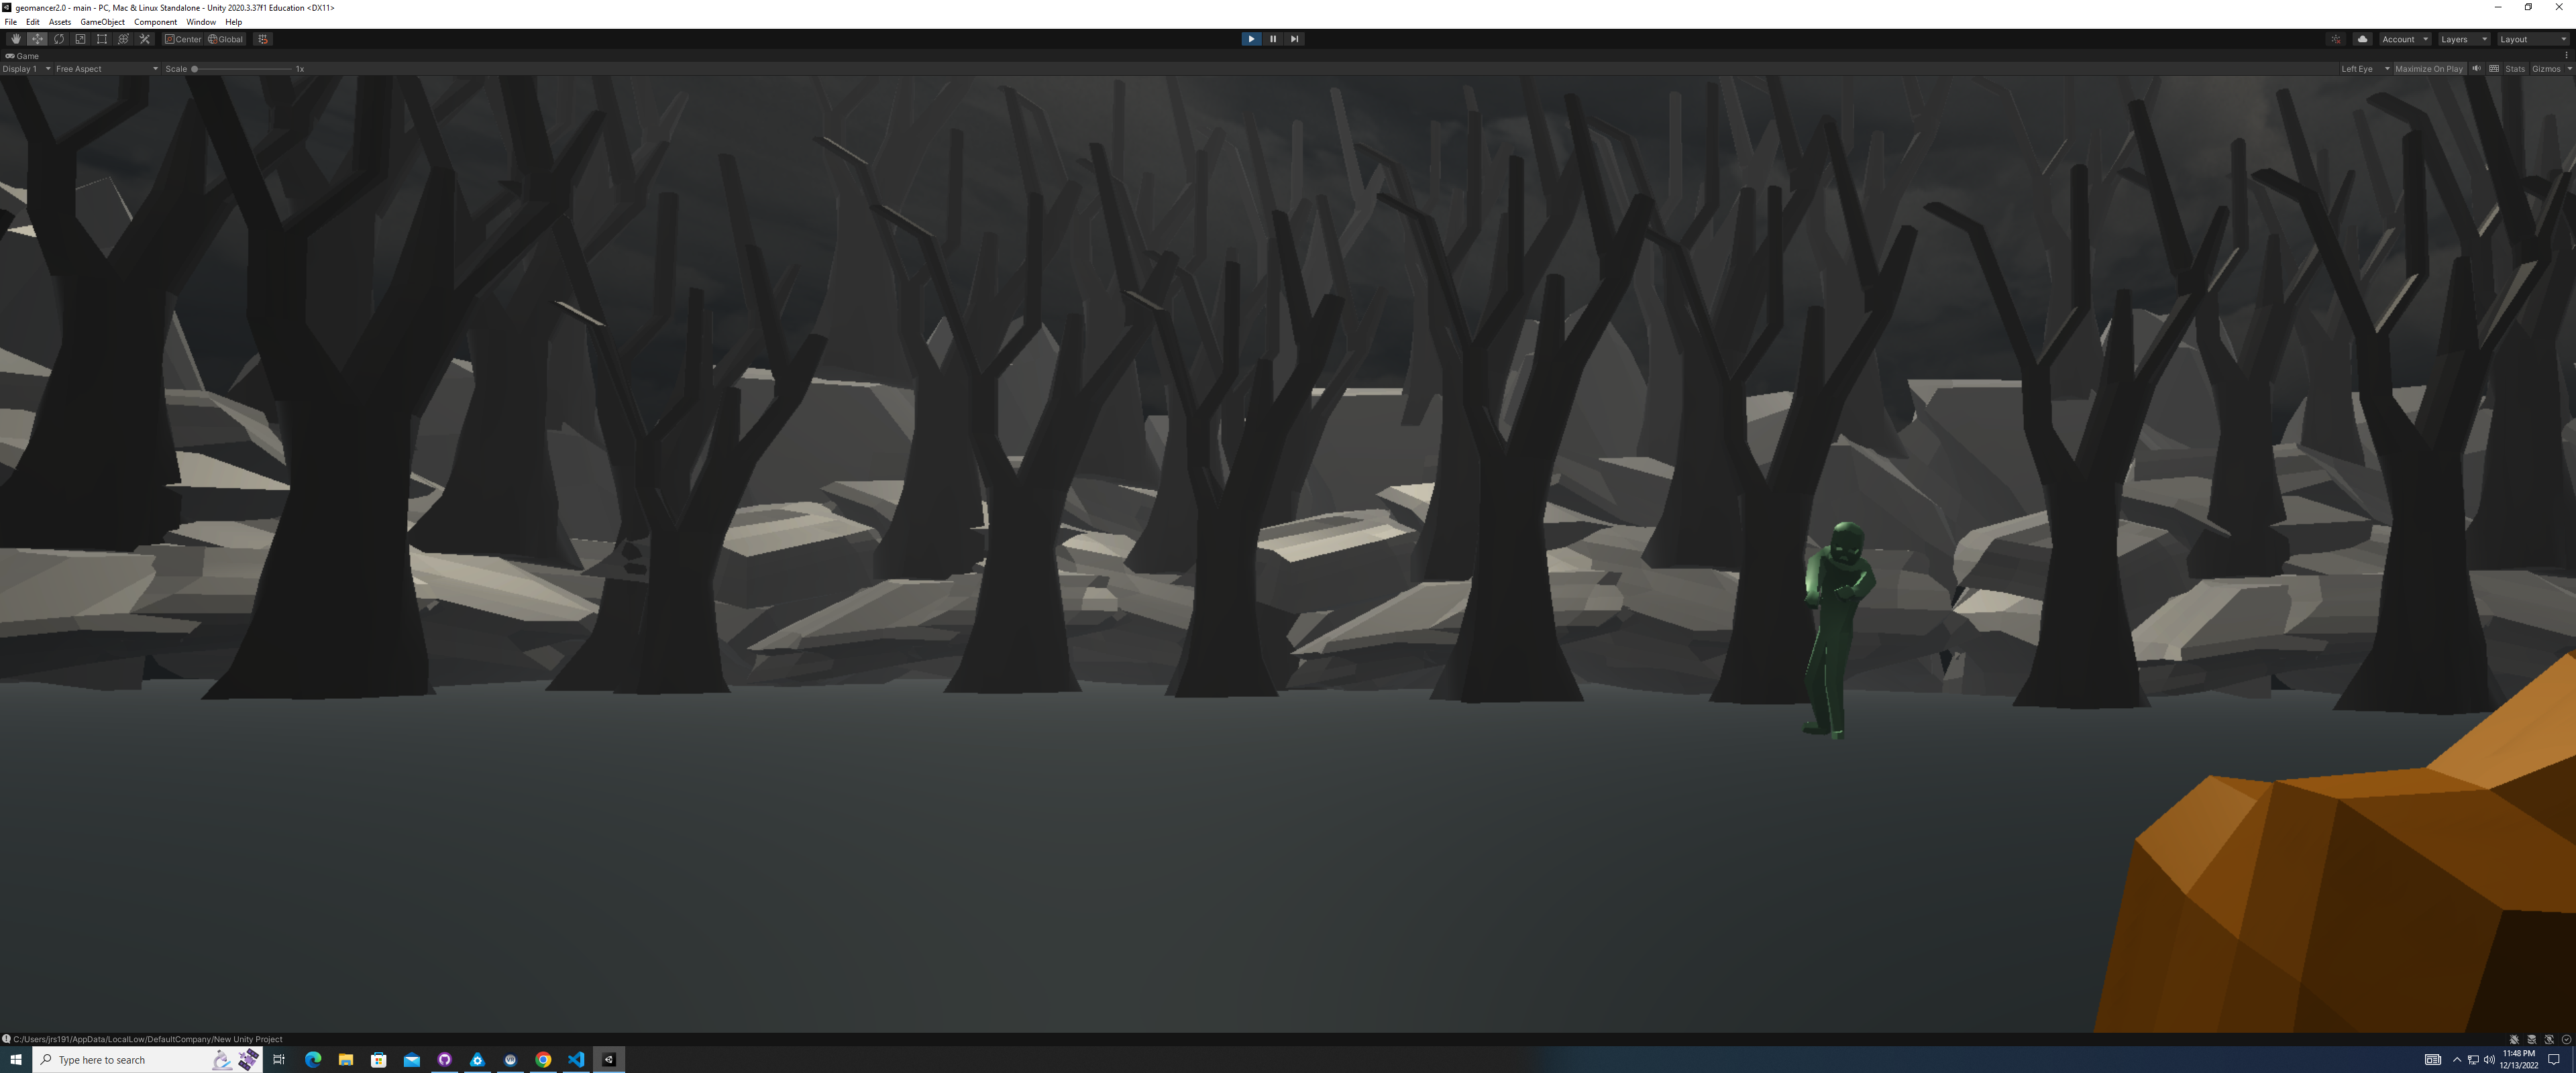 geomancer2.0 - main - PC, Mac & Linux Standalone - Unity 2020.3.37f1 Education <DX11>
File Edit Assets GameObject Component Window Help
Center Global Account Layers Layout
Game
Display 1 Free Aspect Scale 1x Left Eye Maximize On Play Stats Gizmos
C:/Users/jrs191/AppData/LocalLow/DefaultCompany/New Unity Project
Type here to search
11:48 PM
12/13/2022